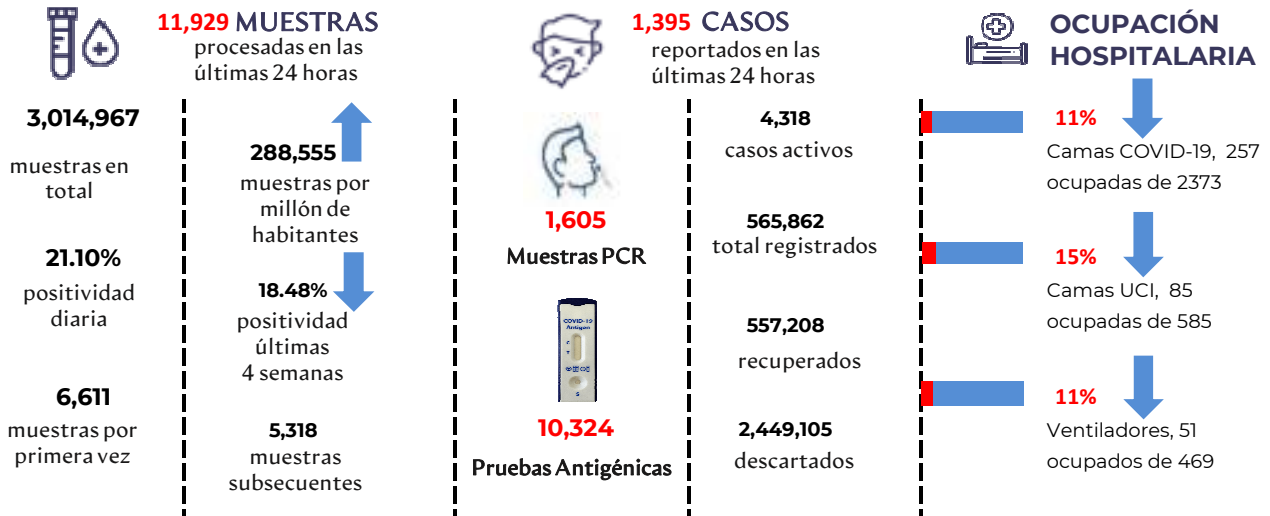 11,929 MUESTRAS
procesadas en las
últimas 24 horas
3,014,967
muestras en
total
21.10%
positividad
diaria
6,611
muestras por
primera vez
288,555
muestras por
millón de
habitantes
18.48%
positividad
últimas
4 semanas
5,318
muestras
subsecuentes
1,395 CASOS
reportados en las
últimas 24 horas
1,605
Muestras PCR
COVID-19
Antigen
C
T
S
10,324
Pruebas Antigénicas
4,318
casos activos
565,862
total registrados
557,208
recuperados
2,449,105
descartados
OCUPACIÓN
HOSPITALARIA
11%
Camas COVID-19, 257
ocupadas de 2373
15%
Camas UCI, 85
ocupadas de 585
11%
Ventiladores, 51
ocupados de 469